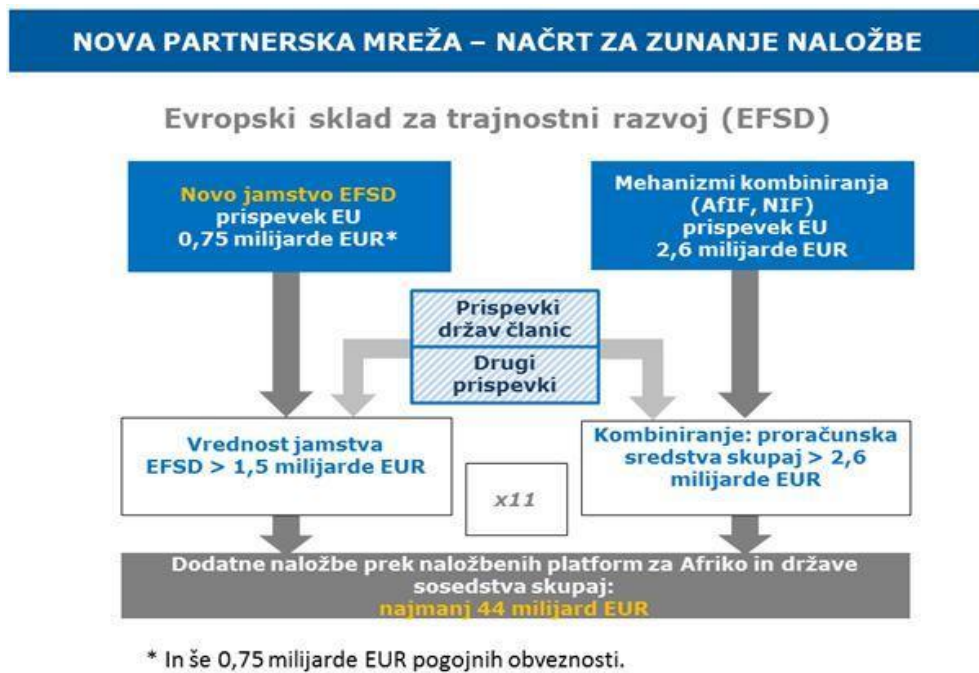 NOVA PARTNERSKA MREŽA – NAČRT ZA ZUNANJE NALOŽBE
Evropski sklad za trajnostni razvoj (EFSD)
Novo jamstvo EFSD
prispevek EU
0,75 milijarde EUR*
Mehanizmi kombiniranja
(AfIF, NIF)
prispevek EU
2,6 milijarde EUR
Prispevki
držav članic
Drugi
prispevki
Vrednost jamstva
EFSD > 1,5 milijarde EUR
Kombiniranje: proračunska
sredstva skupaj > 2,6
milijarde EUR
x11
Dodatne naložbe prek naložbenih platform za Afriko in države
sosedstva skupaj:
najmanj 44 milijard EUR
* In še 0,75 milijarde EUR pogojnih obveznosti.